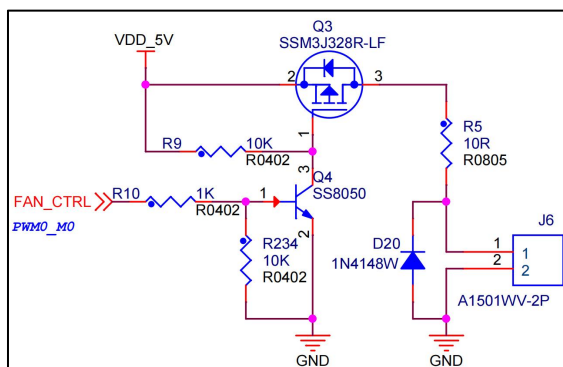 Q3
SSM3J328R-LF
VDD_5V
2
3
1
R9
10K
R0402
R5
10R
R0805
3
Q4
SS8050
FAN_CTRL
R10
1K
R0402
1
PWM0_M0
2
R234
10K
R0402
D20
1N4148W
J6
1
1
2
2
A1501WV-2P
GND
GND